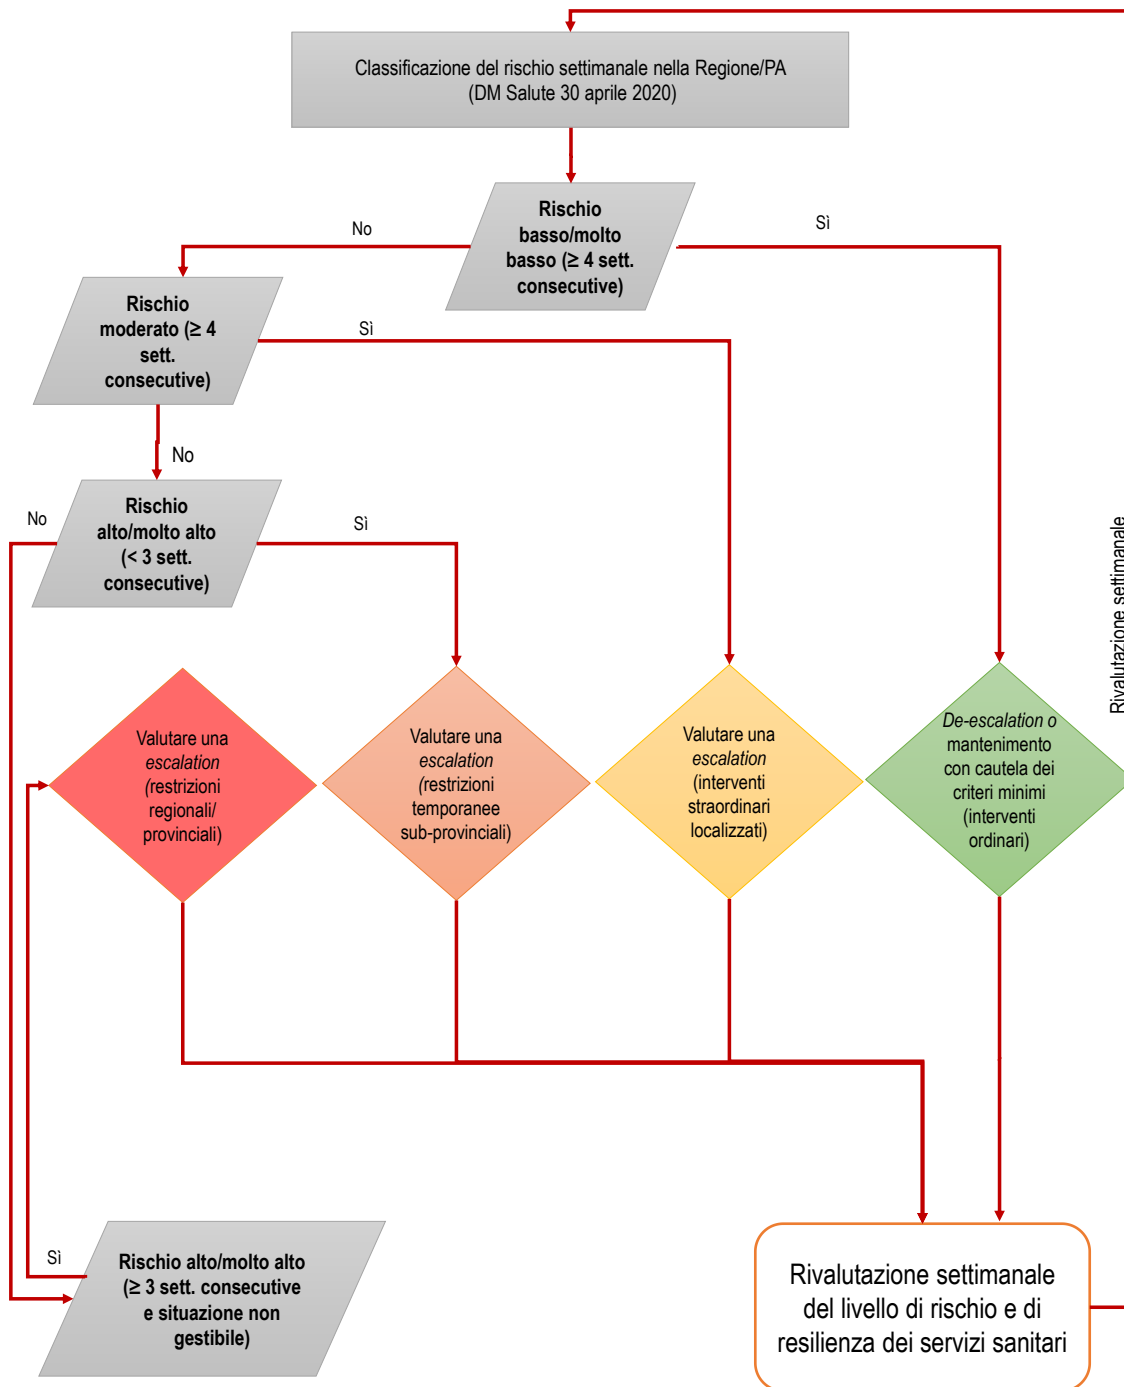 Classificazione del rischio settimanale nella Regione/PA
(DM Salute 30 aprile 2020)
Rischio
basso/molto
basso (≥ 4 sett.
consecutive)
No
Sì
Rischio
moderato (≥ 4
sett.
consecutive)
Sì
No
Rischio
alto/molto alto
(< 3 sett.
consecutive)
No
Sì
Rivalutazione settimanale
Valutare una
escalation
(restrizioni
regionali/
provinciali)
Valutare una
escalation
(restrizioni
temporanee
sub-provinciali)
Valutare una
escalation
(interventi
straordinari
localizzati)
De-escalation o
mantenimento
con cautela dei
criteri minimi
(interventi
ordinari)
Sì
Rischio alto/molto alto
(≥ 3 sett. consecutive
e situazione non
gestibile)
Rivalutazione settimanale
del livello di rischio e di
resilienza dei servizi sanitari